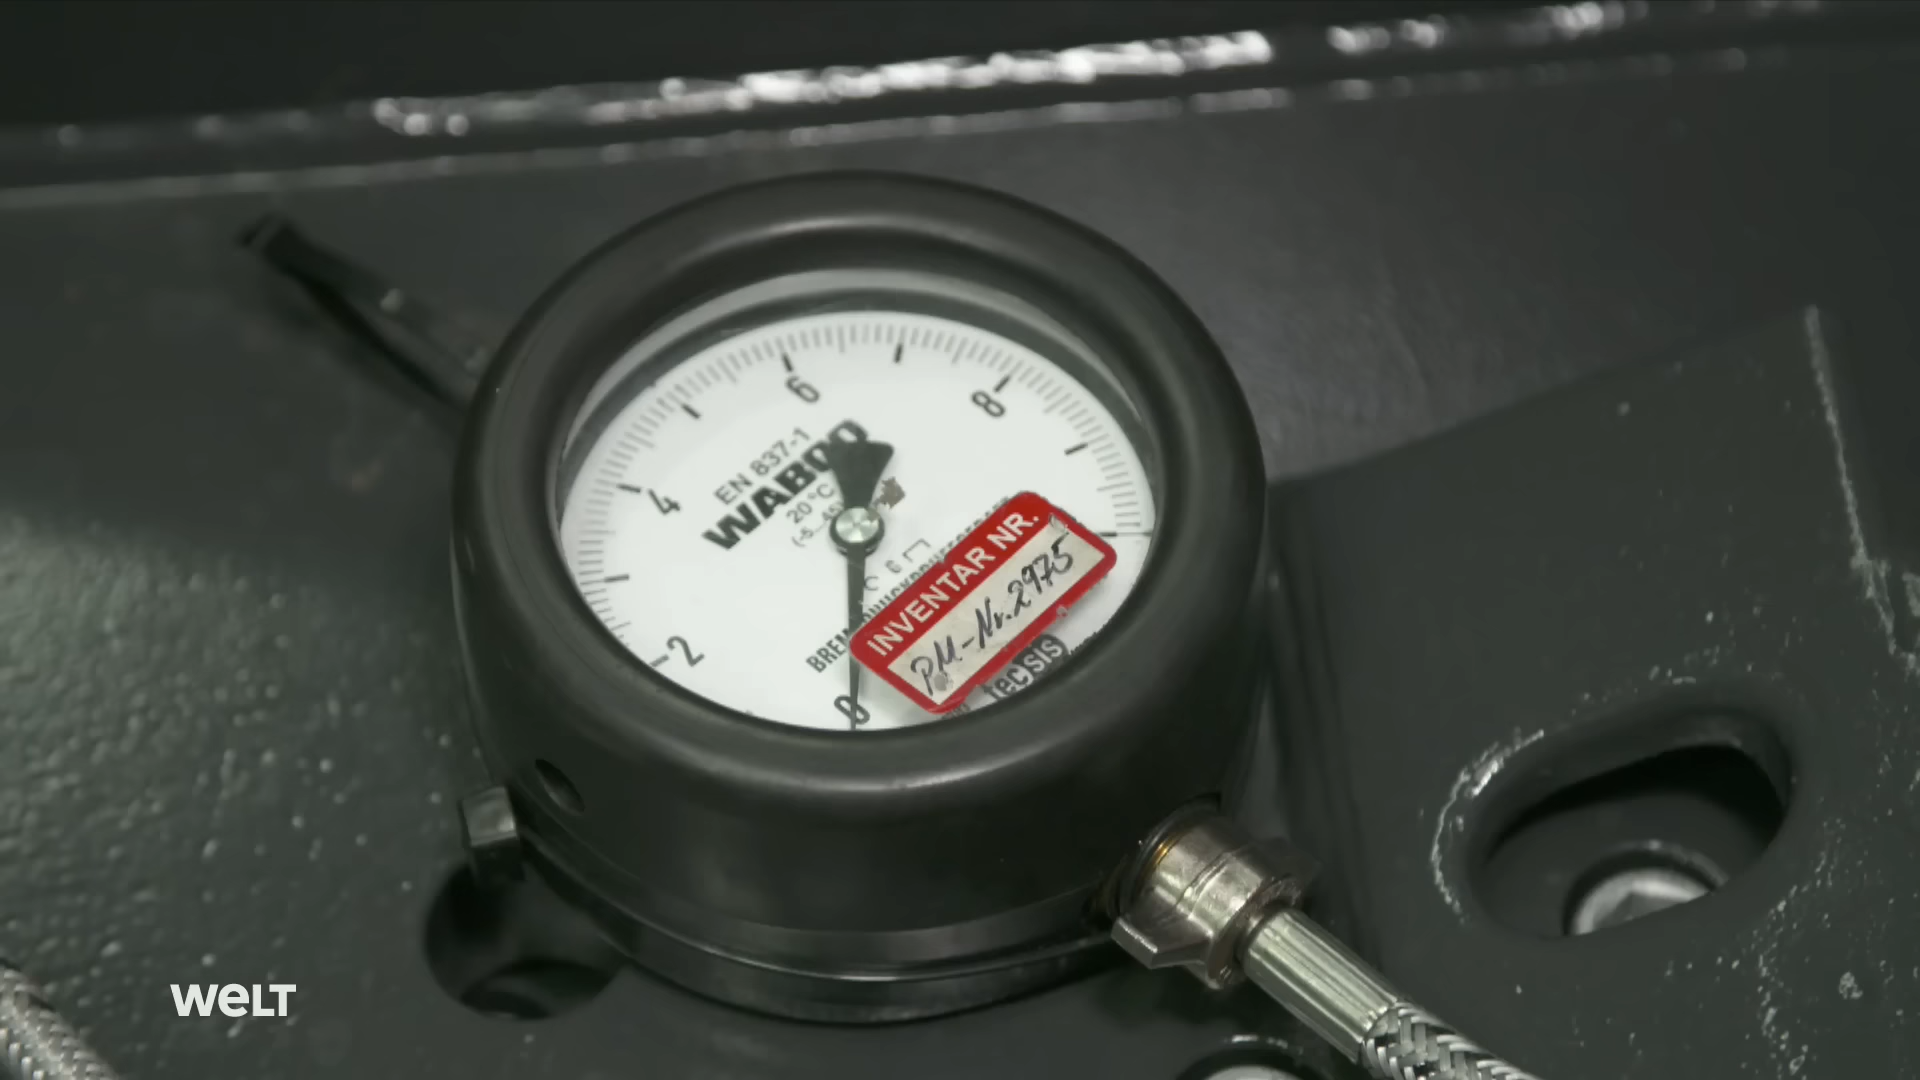 6
8
4
2
0
EN 837-1
WABCO
20 °C
INVENTAR NR.
PM-Nr. 2975
tecsis
WELT